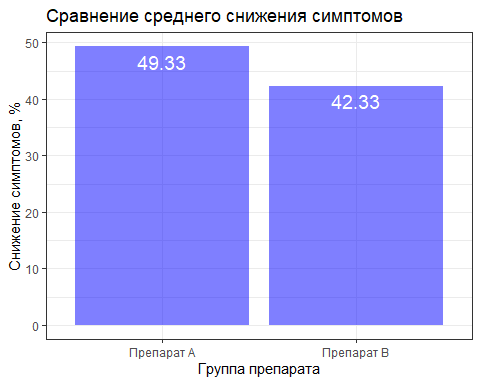 Сравнение среднего снижения симптомов
Снижение симптомов, %
50
40
30
20
10
0
49.33
42.33
Препарат А
Препарат В
Группа препарата